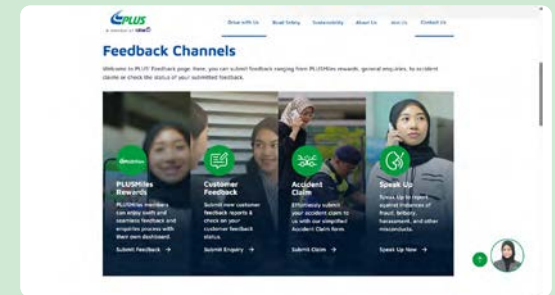 PLUS
Drive with Us Road Safety Sustainability About Us Join Us Contact Us
Feedback Channels
Welcome to PLUS' Feedback page. Here, you can submit feedback ranging from PLUSMiles rewards, general enquiries, to accident
claims or check the status of your submitted feedback.
PLUSMiles
Rewards
PLUSMiles members
can enjoy swift and
seamless feedback and
enquiries process with
their own dashboard.
Submit Feedback →
Customer
Feedback
Submit new customer
feedback reports &
check on your
customer feedback
status.
Submit Enquiry →
Accident
Claim
Effortlessly submit
your accident claim to
us with our simplified
Accident Claim form.
Submit Claim →
Speak Up
Speak Up to report
against instances of
fraud, bribery,
harassment, and other
misconducts.
Speak Up Now →